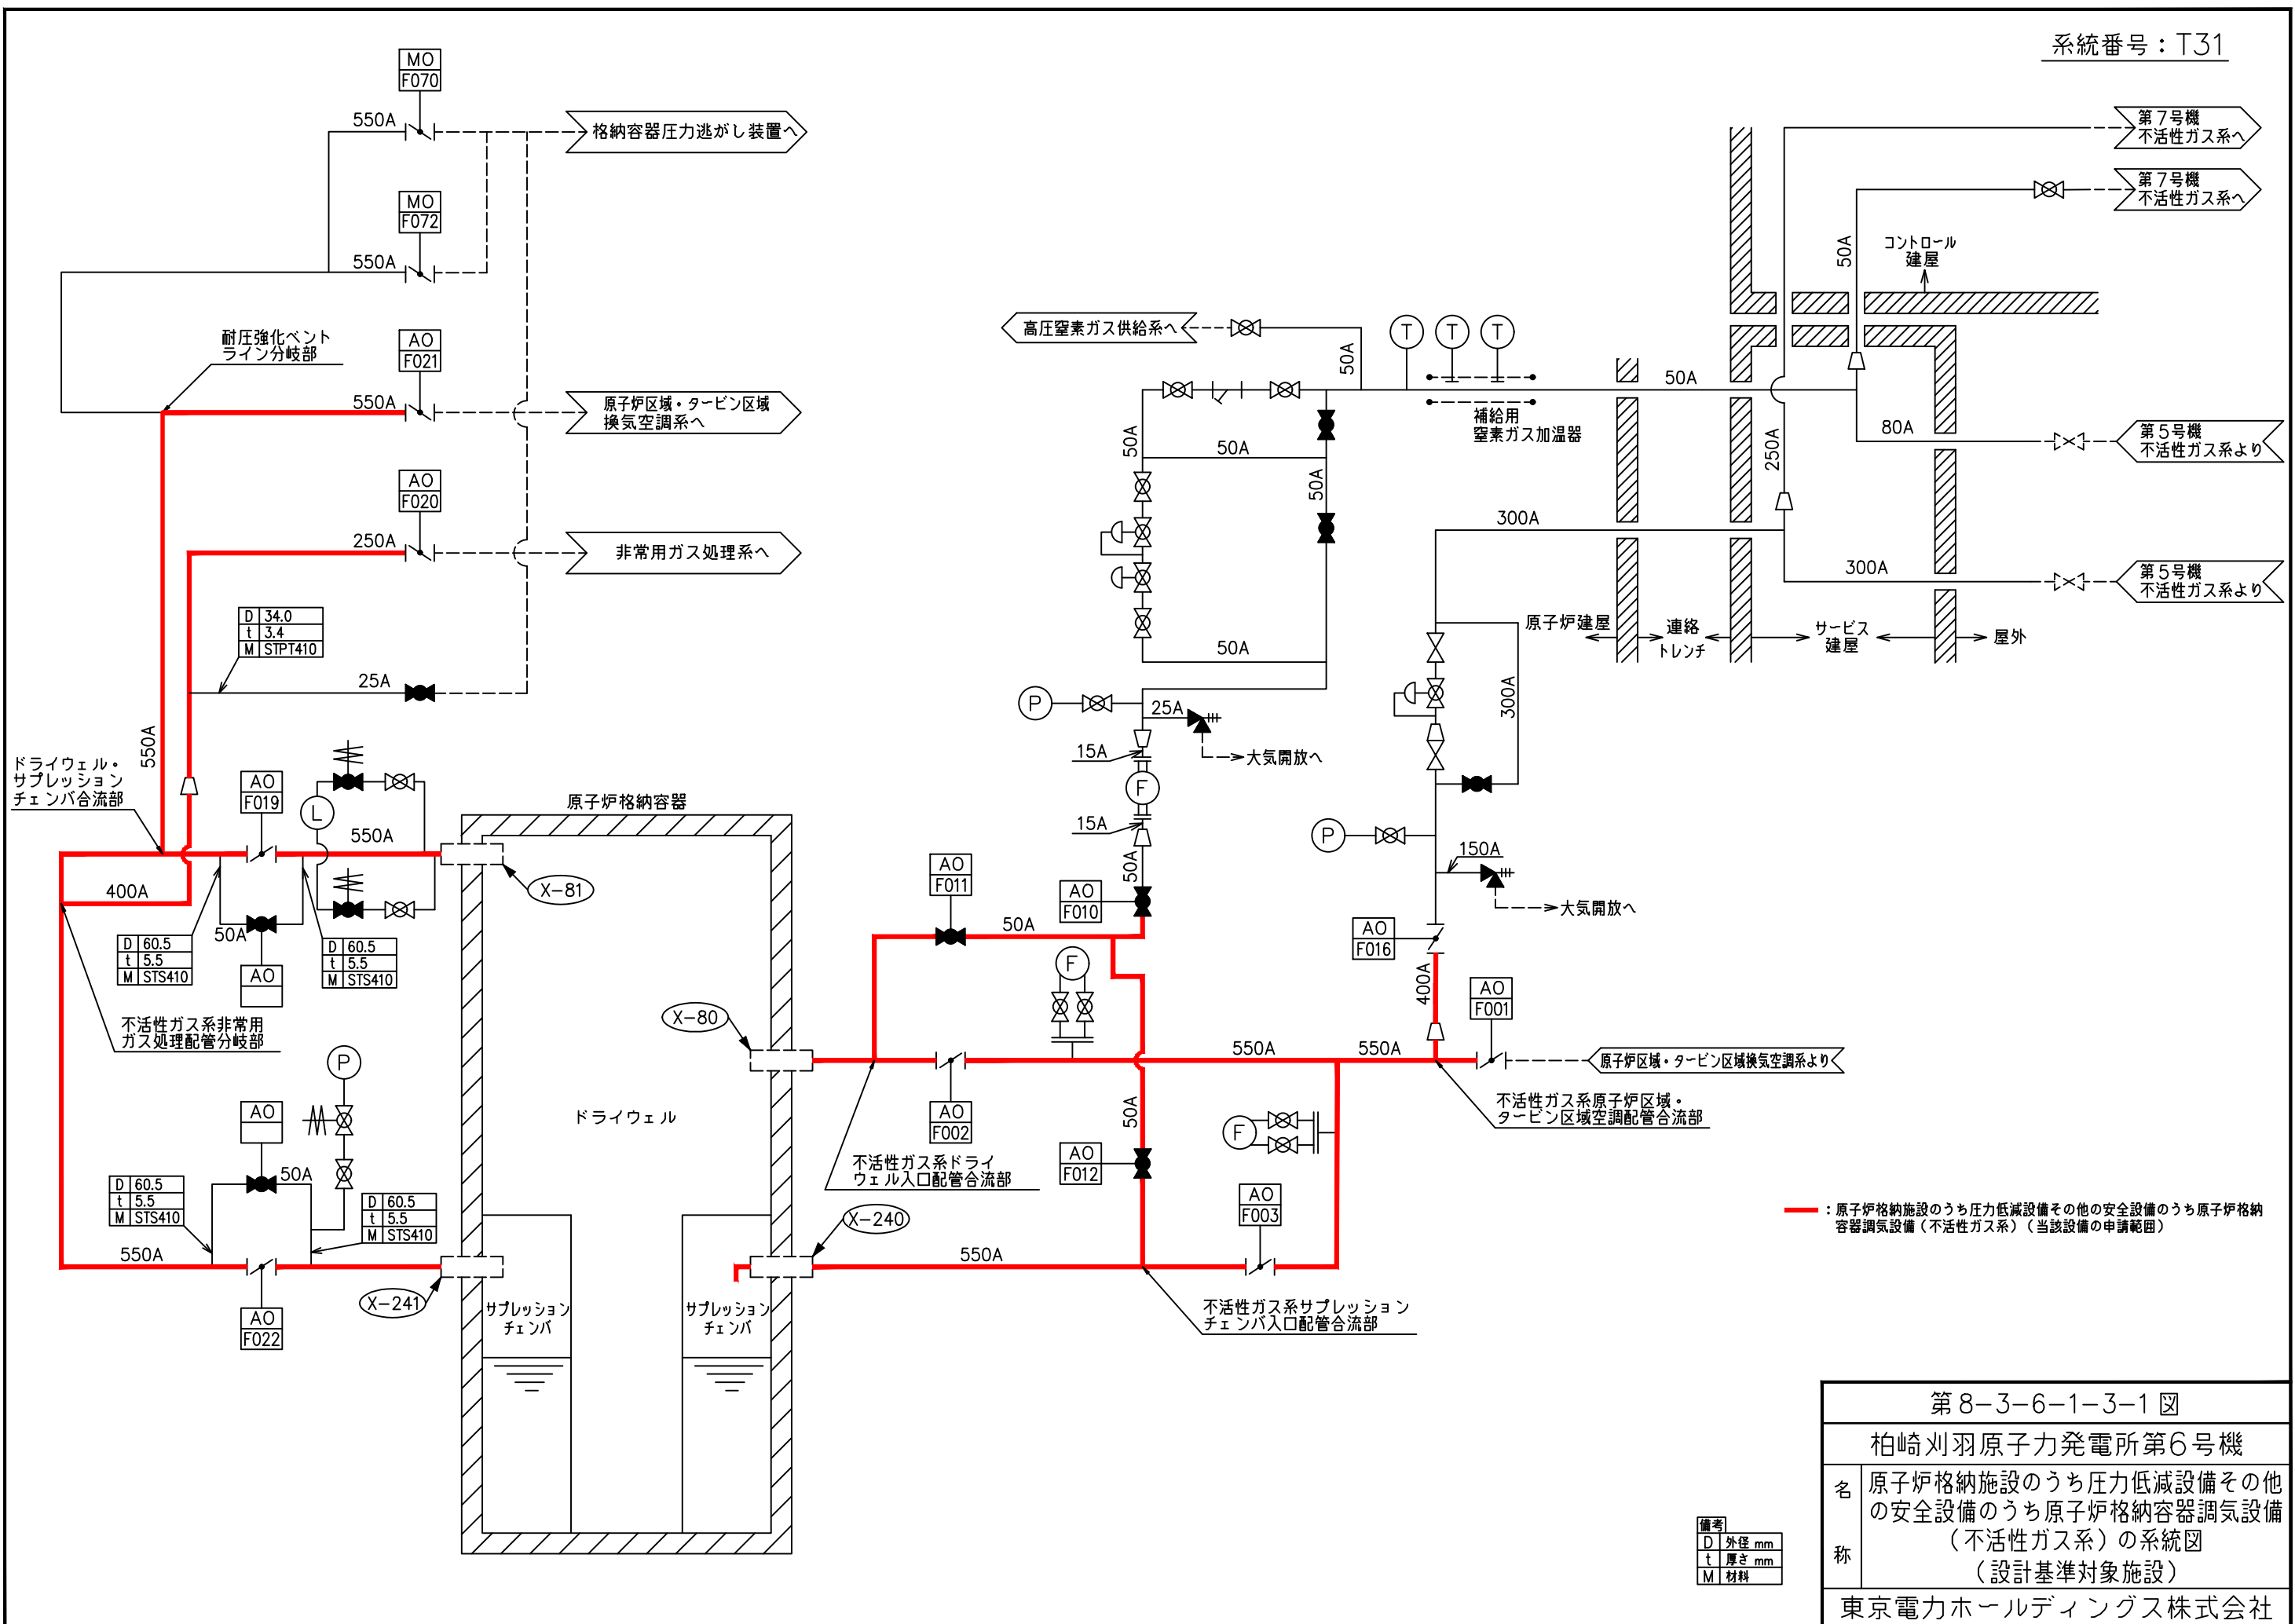 系統番号：T31
MO
F070
550A
格納容器圧力逃がし装置へ
MO
F072
550A
耐圧強化ベント
ライン分岐部
AO
F021
550A
原子炉区域・タービン区域
換気空調系へ
AO
F020
250A
非常用ガス処理系へ
D 34.0
t 3.4
M STPT410
25A
550A
ドライウェル・
サプレッション
チェンバ合流部
AO
F019
L
550A
400A
50A
D 60.5
t 5.5
M STS410
AO
D 60.5
t 5.5
M STS410
不活性ガス系非常用
ガス処理配管分岐部
P
AO
50A
D 60.5
t 5.5
M STS410
D 60.5
t 5.5
M STS410
550A
AO
F022
原子炉格納容器
X-81
X-80
ドライウェル
X-240
X-241
サプレッション
チェンバ
サプレッション
チェンバ
第7号機
不活性ガス系へ
第7号機
不活性ガス系へ
50A
コントロール
建屋
高圧窒素ガス供給系へ
50A
T
T
T
50A
補給用
窒素ガス加温器
50A
50A
50A
250A
80A
第5号機
不活性ガス系より
300A
300A
第5号機
不活性ガス系より
原子炉建屋
連絡
トレンチ
サービス
建屋
屋外
50A
P
25A
大気開放へ
15A
F
15A
50A
300A
P
150A
大気開放へ
AO
F011
AO
F010
50A
F
AO
F016
400A
AO
F001
550A
550A
原子炉区域・タービン区域換気空調系より
AO
F002
50A
不活性ガス系原子炉区域・
タービン区域空調配管合流部
F
不活性ガス系ドライ
ウェル入口配管合流部
AO
F012
AO
F003
550A
不活性ガス系サプレッション
チェンバ入口配管合流部
：原子炉格納施設のうち圧力低減設備その他の安全設備のうち原子炉格納
容器調気設備（不活性ガス系）（当該設備の申請範囲）
備考
D 外径 mm
t 厚さ mm
M 材料
第8-3-6-1-3-1図
柏崎刈羽原子力発電所第6号機
名称
原子炉格納施設のうち圧力低減設備その他
の安全設備のうち原子炉格納容器調気設備
（不活性ガス系）の系統図
（設計基準対象施設）
東京電力ホールディングス株式会社